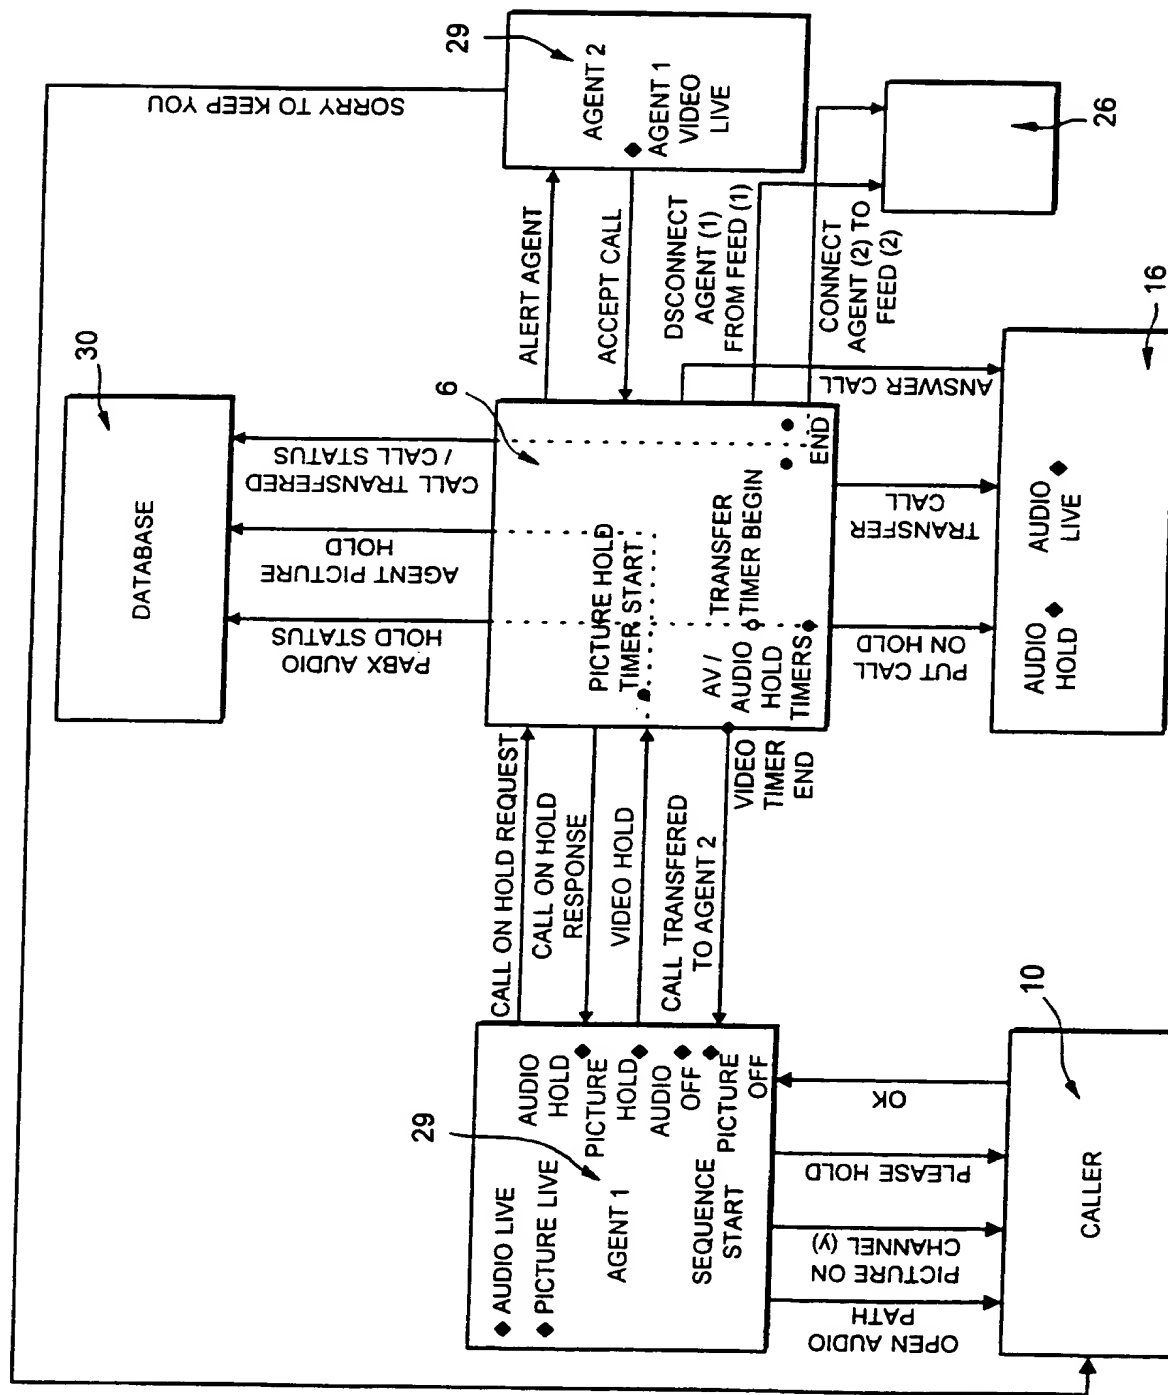 SORRY TO KEEP YOU
29
AGENT 2
AGENT 1
VIDEO
LIVE
26
30
DATABASE
ALERT AGENT
ACCEPT CALL
DSCONNECT
AGENT (1)
FROM FEED (1)
CONNECT
AGENT (2) TO
FEED (2)
CALL TRANSFERED
/ CALL STATUS
AGENT PICTURE
HOLD
PABX AUDIO
HOLD STATUS
6
PICTURE HOLD
TIMER START
TRANSFER
TIMER BEGIN
END
AV /
AUDIO
HOLD
TIMERS
VIDEO
TIMER
END
ANSWER CALL
TRANSFER
CALL
PUT CALL
ON HOLD
16
AUDIO
HOLD
AUDIO
LIVE
CALL ON HOLD REQUEST
CALL ON HOLD
RESPONSE
VIDEO HOLD
CALL TRANSFERED
TO AGENT 2
29
AUDIO LIVE
PICTURE LIVE
AGENT 1
SEQUENCE
START
AUDIO
HOLD
PICTURE
HOLD
AUDIO
OFF
PICTURE
OFF
OPEN AUDIO
PATH
PICTURE ON
CHANNEL (y)
PLEASE HOLD
OK
10
CALLER